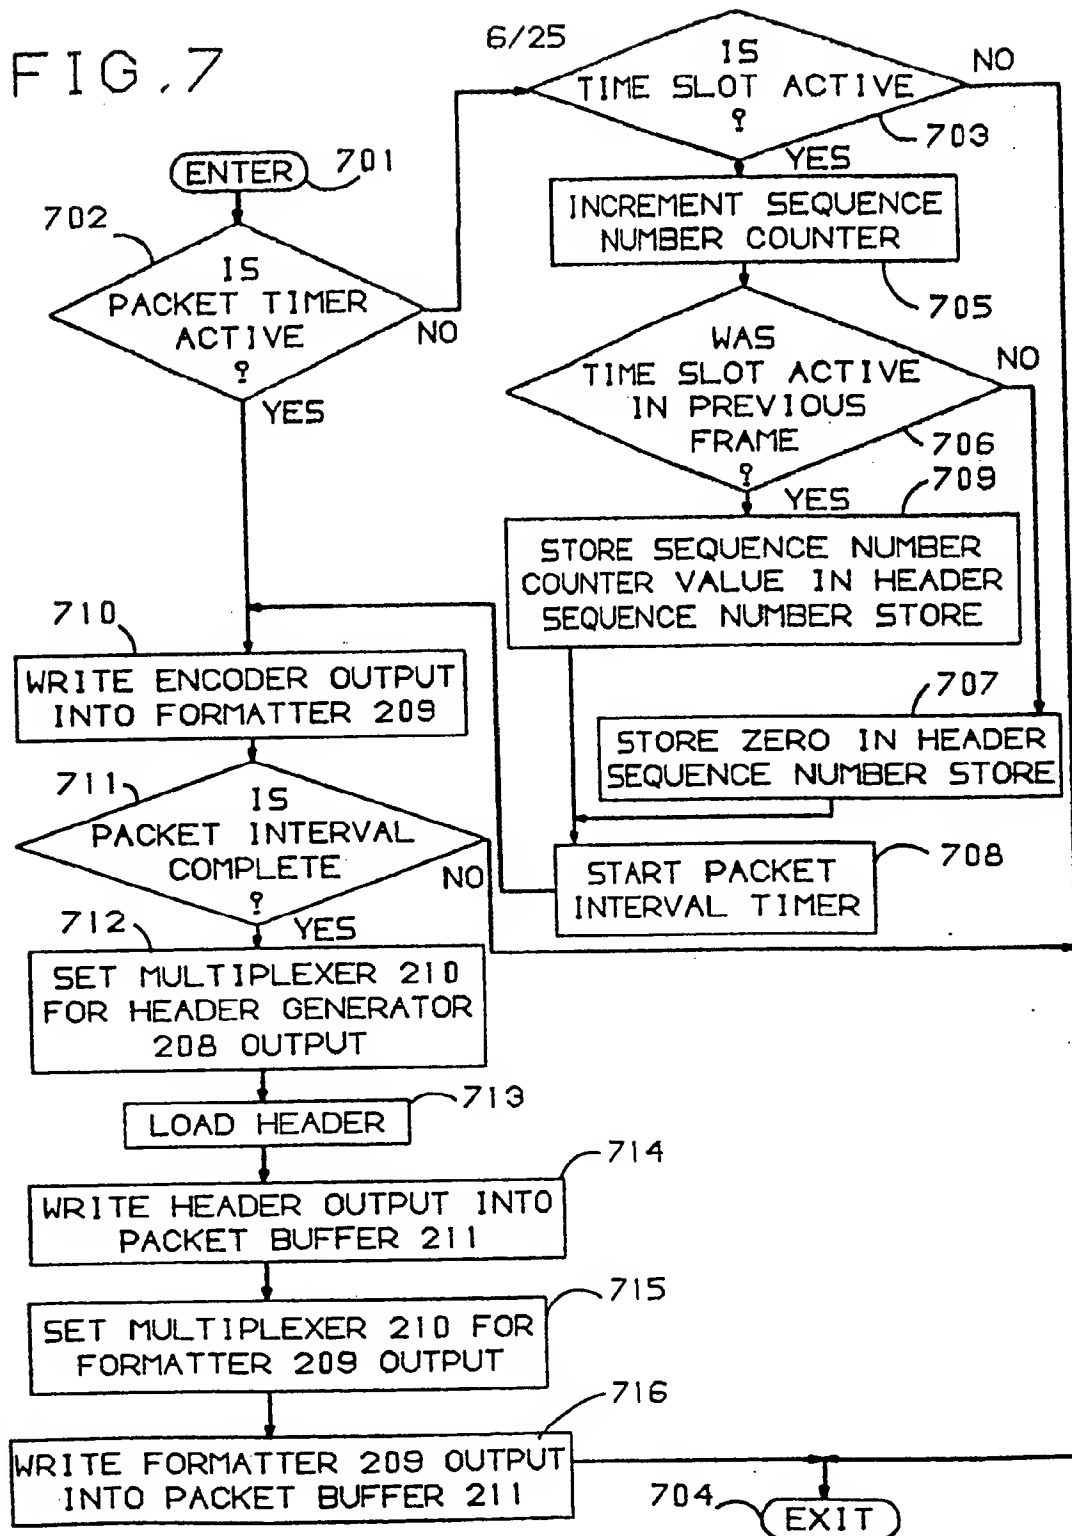 FIG.7
6/25
ENTER
701
702
IS
PACKET TIMER
ACTIVE
?
NO
YES
IS
TIME SLOT ACTIVE
?
NO
703
YES
INCREMENT SEQUENCE
NUMBER COUNTER
705
WAS
TIME SLOT ACTIVE
IN PREVIOUS
FRAME
?
NO
706
YES
709
STORE SEQUENCE NUMBER
COUNTER VALUE IN HEADER
SEQUENCE NUMBER STORE
707
STORE ZERO IN HEADER
SEQUENCE NUMBER STORE
708
START PACKET
INTERVAL TIMER
710
WRITE ENCODER OUTPUT
INTO FORMATTER 209
711
IS
PACKET INTERVAL
COMPLETE
?
NO
YES
712
SET MULTIPLEXER 210
FOR HEADER GENERATOR
208 OUTPUT
713
LOAD HEADER
714
WRITE HEADER OUTPUT INTO
PACKET BUFFER 211
715
SET MULTIPLEXER 210 FOR
FORMATTER 209 OUTPUT
716
WRITE FORMATTER 209 OUTPUT
INTO PACKET BUFFER 211
704
EXIT